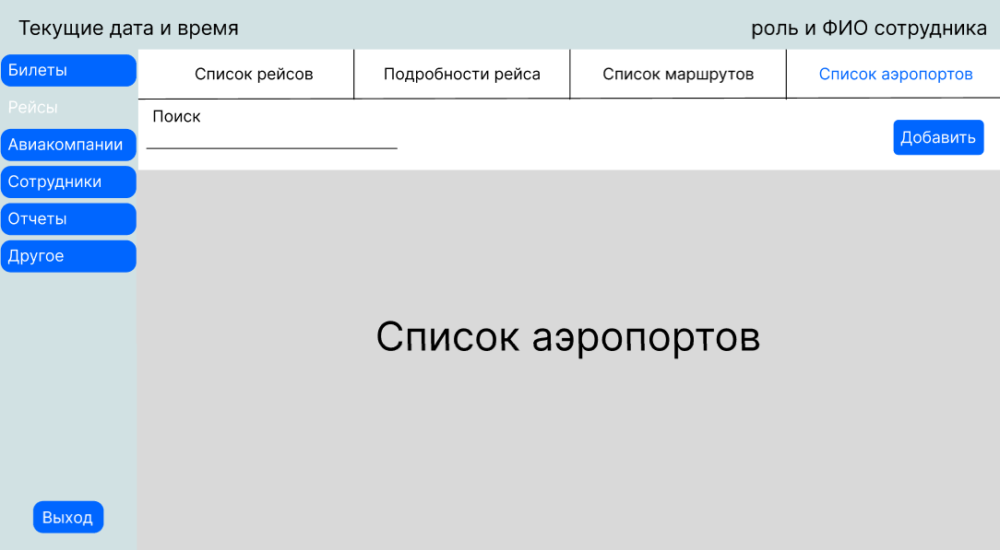 Текущие дата и время
роль и ФИО сотрудника
Билеты
Рейсы
Авиакомпании
Сотрудники
Отчеты
Другое
Выход
Список рейсов
Подробности рейса
Список маршрутов
Список аэропортов
Поиск
Добавить
Список аэропортов